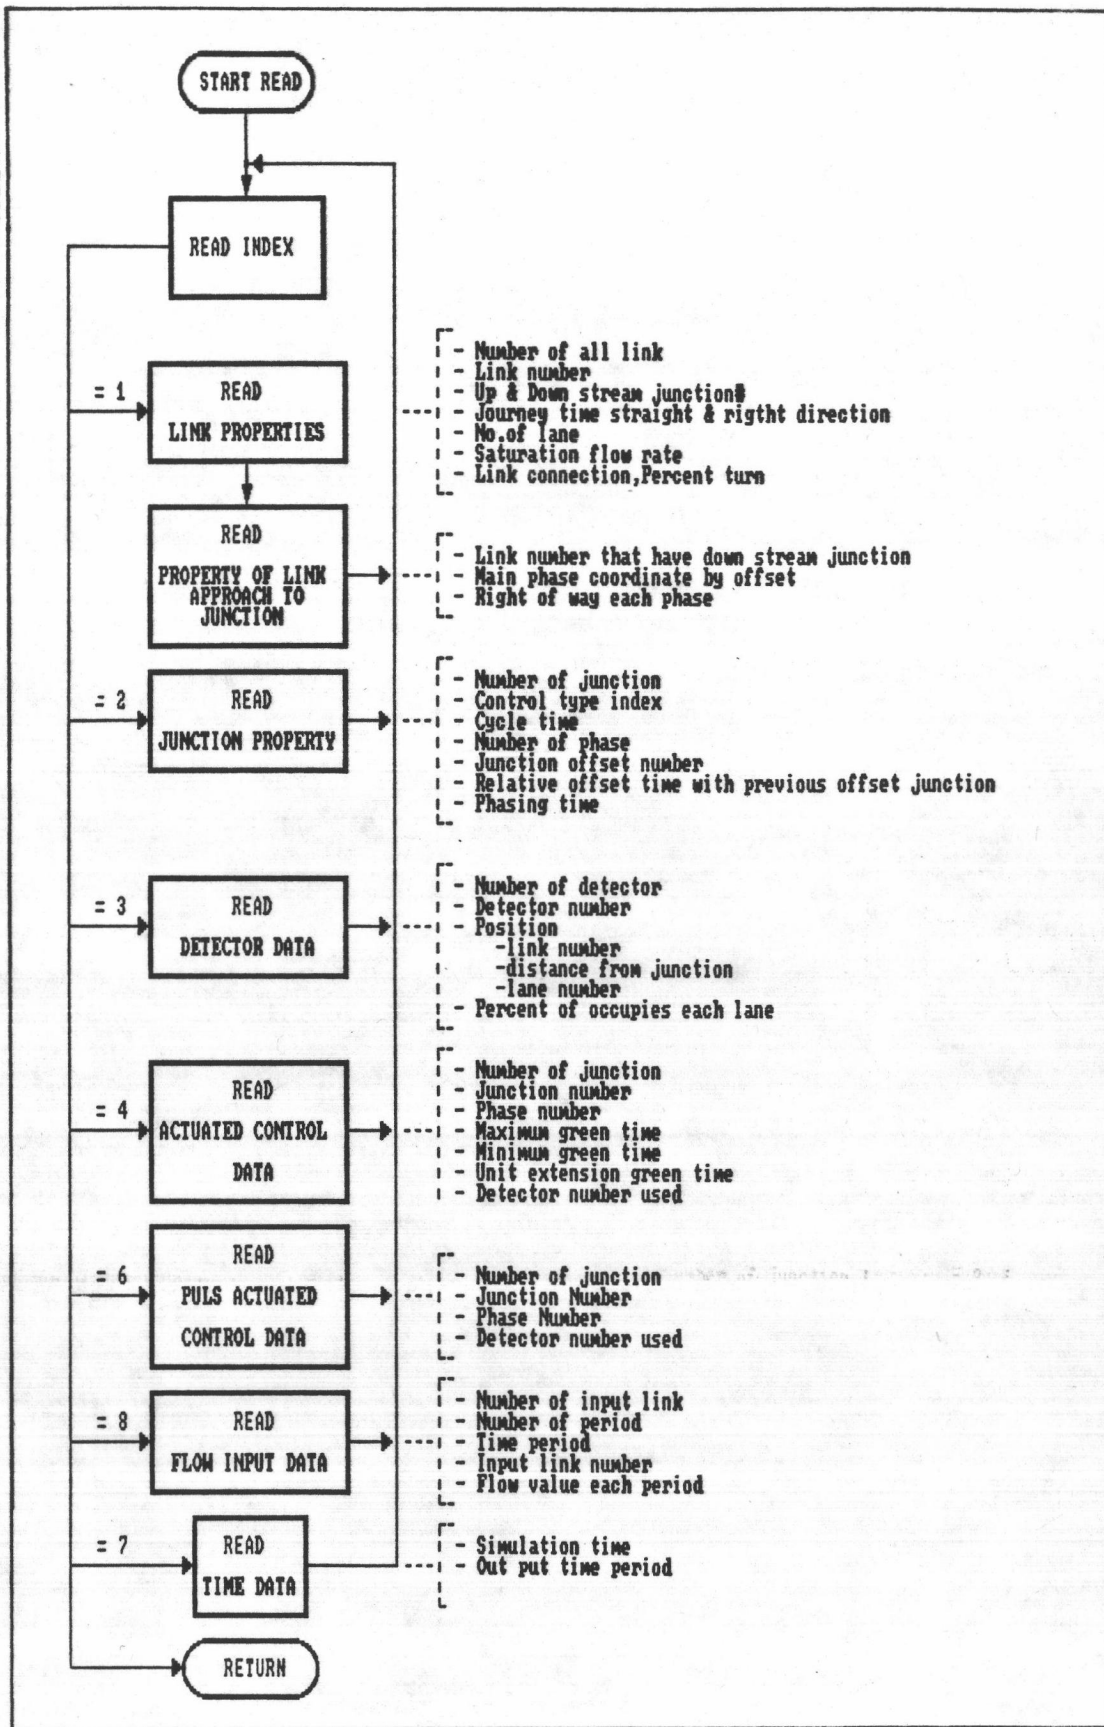 START READ
READ INDEX
= 1
READ
LINK PROPERTIES
- Number of all link
- Link number
- Up & Down stream junction#
- Journey time straight & rigtht direction
- No.of lane
- Saturation flow rate
- Link connection,Percent turn
READ
PROPERTY OF LINK
APPROACH TO
JUNCTION
- Link number that have down stream junction
- Main phase coordinate by offset
- Right of way each phase
= 2
READ
JUNCTION PROPERTY
- Number of junction
- Control type index
- Cycle time
- Number of phase
- Junction offset number
- Relative offset time with previous offset junction
- Phasing time
= 3
READ
DETECTOR DATA
- Number of detector
- Detector number
- Position
-link number
-distance from junction
-lane number
- Percent of occupies each lane
= 4
READ
ACTUATED CONTROL
DATA
- Number of junction
- Junction number
- Phase number
- Maximum green time
- Minimum green time
- Unit extension green time
- Detector number used
= 6
READ
PULS ACTUATED
CONTROL DATA
- Number of junction
- Junction Number
- Phase Number
- Detector number used
= 8
READ
FLOW INPUT DATA
- Number of input link
- Number of period
- Time period
- Input link number
- Flow value each period
= 7
READ
TIME DATA
- Simulation time
- Out put time period
RETURN